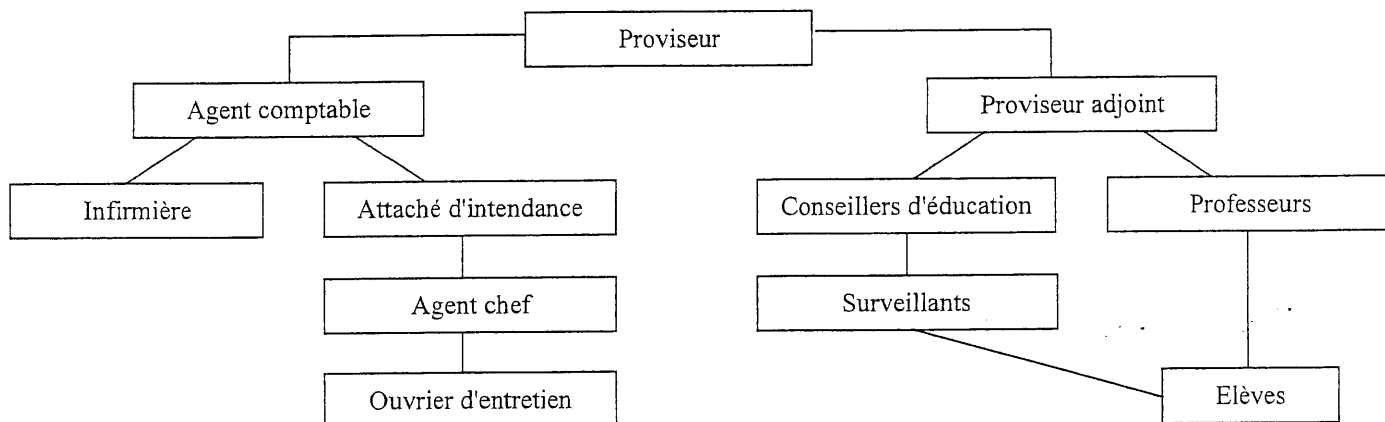 Proviseur
Agent comptable
Proviseur adjoint
Infirmière
Attaché d'intendance
Conseillers d'éducation
Professeurs
Agent chef
Surveillants
Ouvrier d'entretien
Elèves